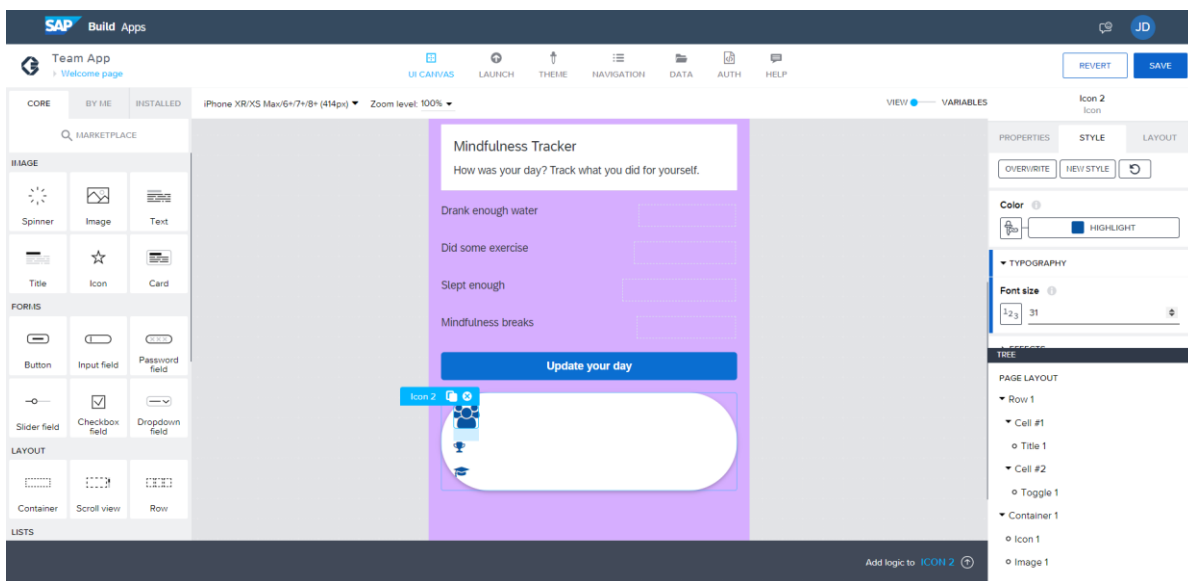 SAP Build Apps
JD
Team App
Welcome page
UI CANVAS LAUNCH THEME NAVIGATION DATA AUTH HELP
REVERT SAVE
CORE BY ME INSTALLED
iPhone XR/XS Max/6+/7+/8+ (414px) Zoom level: 100%
VIEW VARIABLES
Icon 2
Icon
MARKETPLACE
PROPERTIES STYLE LAYOUT
OVERWRITE NEW STYLE
IMAGE
Spinner Image Text
Title Icon Card
FORMS
Button Input field Password field
Slider field Checkbox field Dropdown field
LAYOUT
Container Scroll view Row
LISTS
Mindfulness Tracker
How was your day? Track what you did for yourself.
Drank enough water
Did some exercise
Slept enough
Mindfulness breaks
Update your day
Icon 2
Color
HIGHLIGHT
TYPOGRAPHY
Font size
123 31
TREE
PAGE LAYOUT
Row 1
Cell #1
Title 1
Cell #2
Toggle 1
Container 1
Icon 1
Image 1
Add logic to ICON 2